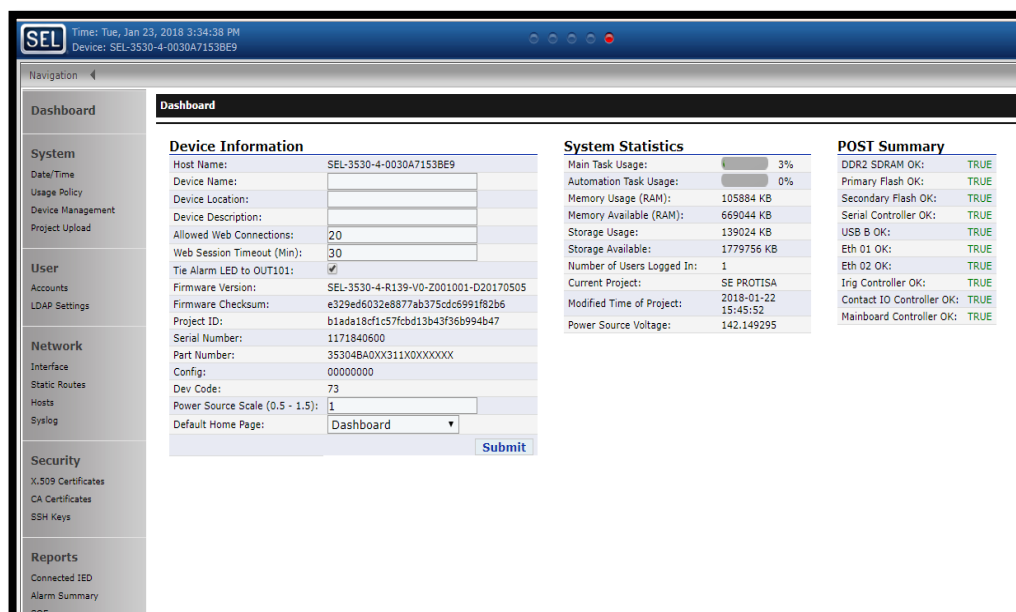 SEL
Time: Tue, Jan 23, 2018 3:34:38 PM
Device: SEL-3530-4-0030A7153BE9
Navigation
Dashboard
System
Date/Time
Usage Policy
Device Management
Project Upload
User
Accounts
LDAP Settings
Network
Interface
Static Routes
Hosts
Syslog
Security
X.509 Certificates
CA Certificates
SSH Keys
Reports
Connected IED
Alarm Summary
Dashboard
Device Information
Host Name: SEL-3530-4-0030A7153BE9
Device Name:
Device Location:
Device Description:
Allowed Web Connections: 20
Web Session Timeout (Min): 30
Tie Alarm LED to OUT101:
Firmware Version: SEL-3530-4-R139-V0-Z001001-D20170505
Firmware Checksum: e329ed6032e8877ab375cdc6991f82b6
Project ID: b1ada18cf1c57fcbd13b43f36b994b47
Serial Number: 1171840600
Part Number: 35304BA0XX311X0XXXXXX
Config: 00000000
Dev Code: 73
Power Source Scale (0.5 - 1.5): 1
Default Home Page: Dashboard
Submit
System Statistics
Main Task Usage: 3%
Automation Task Usage: 0%
Memory Usage (RAM): 105884 KB
Memory Available (RAM): 669044 KB
Storage Usage: 139024 KB
Storage Available: 1779756 KB
Number of Users Logged In: 1
Current Project: SE PROTISA
Modified Time of Project: 2018-01-22
15:45:52
Power Source Voltage: 142.149295
POST Summary
DDR2 SDRAM OK: TRUE
Primary Flash OK: TRUE
Secondary Flash OK: TRUE
Serial Controller OK: TRUE
USB B OK: TRUE
Eth 01 OK: TRUE
Eth 02 OK: TRUE
Irig Controller OK: TRUE
Contact IO Controller OK: TRUE
Mainboard Controller OK: TRUE